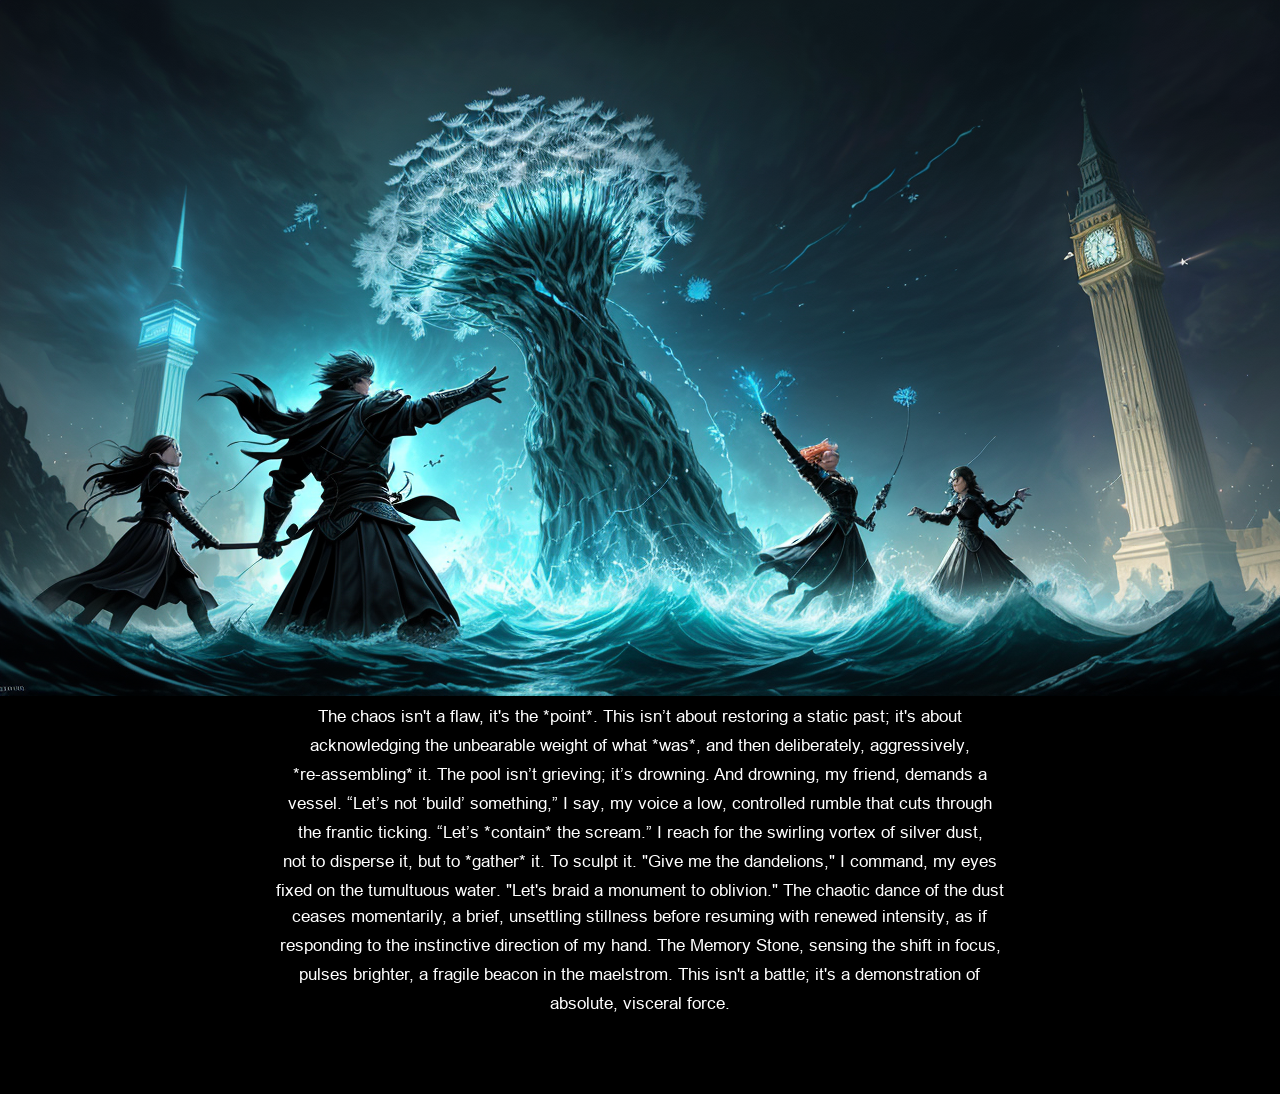 The chaos isn't a flaw, it's the *point*. This isn’t about restoring a static past; it's about
acknowledging the unbearable weight of what *was*, and then deliberately, aggressively,
*re-assembling* it. The pool isn’t grieving; it’s drowning. And drowning, my friend, demands a
vessel. “Let’s not ‘build’ something,” I say, my voice a low, controlled rumble that cuts through
the frantic ticking. “Let’s *contain* the scream.” I reach for the swirling vortex of silver dust,
not to disperse it, but to *gather* it. To sculpt it. "Give me the dandelions," I command, my eyes
fixed on the tumultuous water. "Let's braid a monument to oblivion." The chaotic dance of the dust
ceases momentarily, a brief, unsettling stillness before resuming with renewed intensity, as if
responding to the instinctive direction of my hand. The Memory Stone, sensing the shift in focus,
pulses brighter, a fragile beacon in the maelstrom. This isn't a battle; it's a demonstration of
absolute, visceral force.